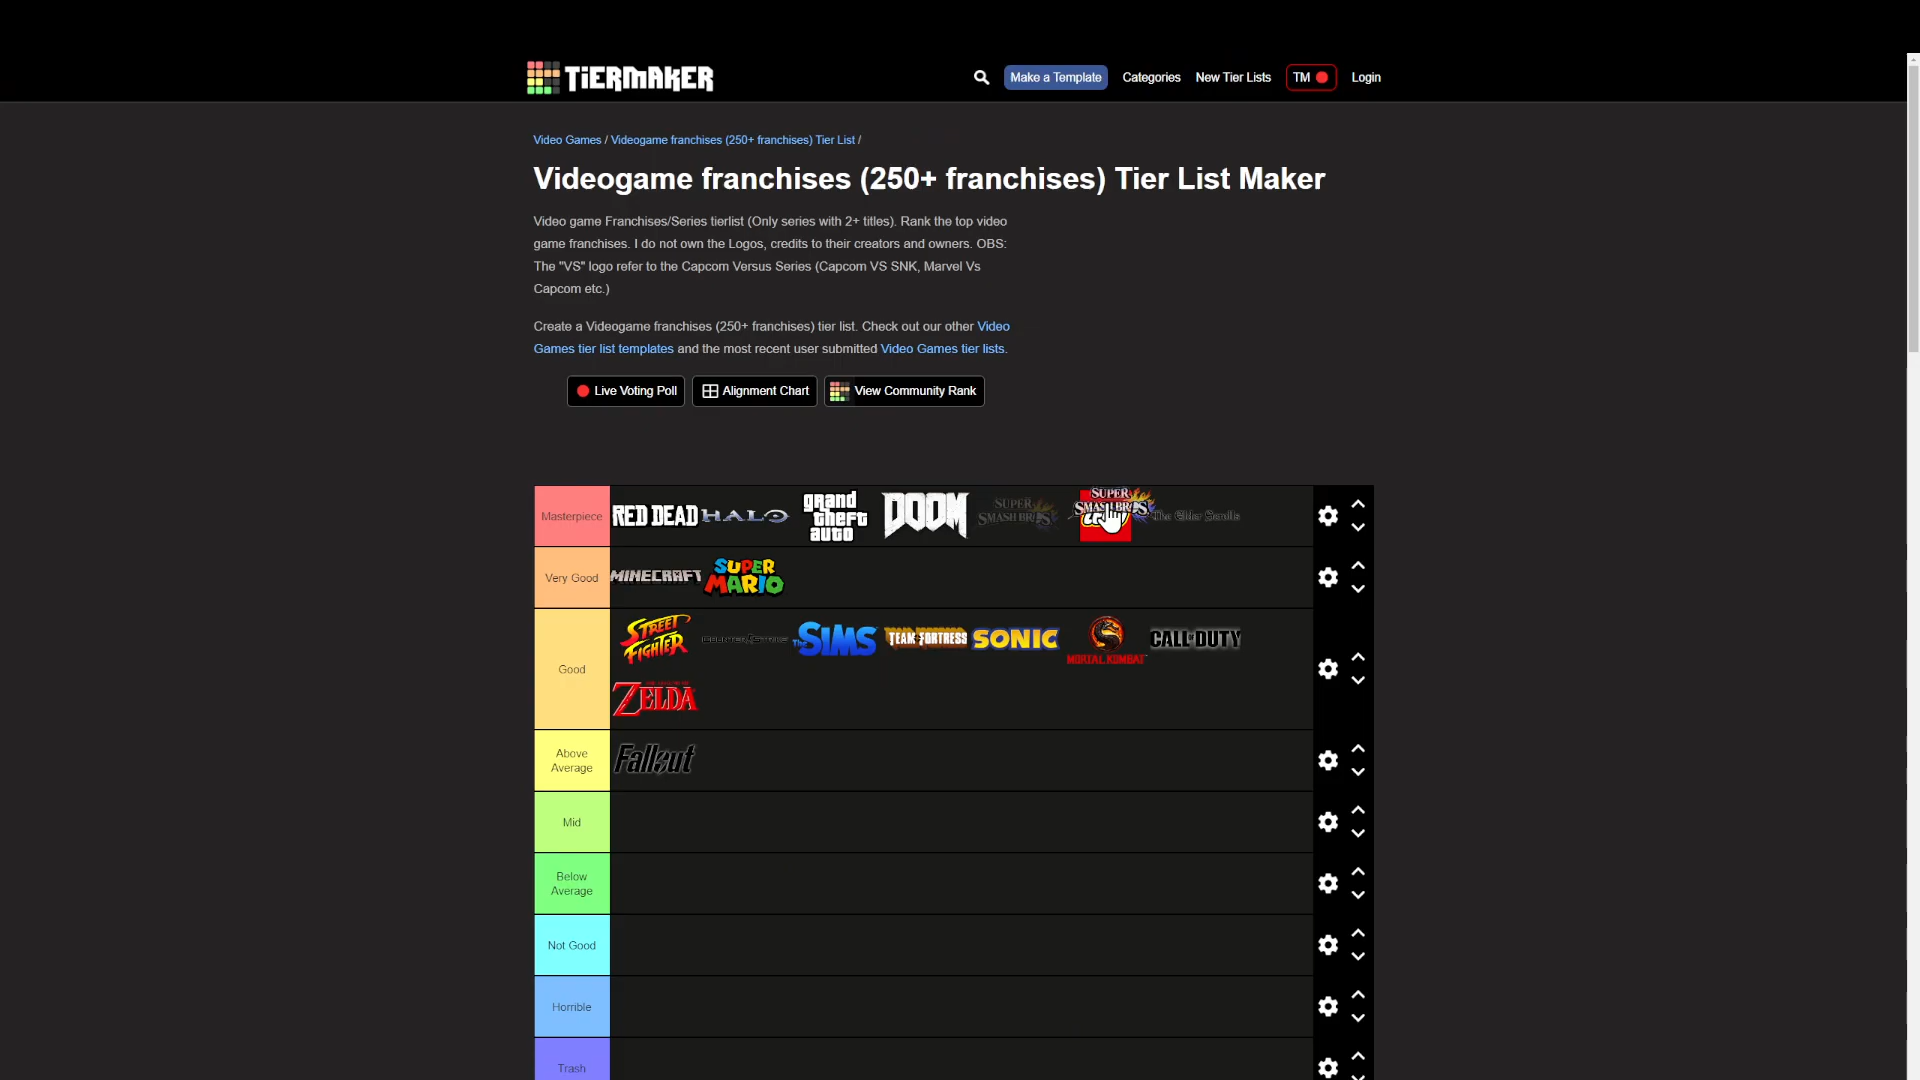 TiERMAKER
Make a Template
Categories
New Tier Lists
TM
Login
Video Games / Videogame franchises (250+ franchises) Tier List /
Videogame franchises (250+ franchises) Tier List Maker
Video game Franchises/Series tierlist (Only series with 2+ titles). Rank the top video
game franchises. I do not own the Logos, credits to their creators and owners. OBS:
The "VS" logo refer to the Capcom Versus Series (Capcom VS SNK, Marvel Vs
Capcom etc.)
Create a Videogame franchises (250+ franchises) tier list. Check out our other Video
Games tier list templates and the most recent user submitted Video Games tier lists.
Live Voting Poll
Alignment Chart
View Community Rank
Masterpiece
RED DEAD
HALO
grand
theft
auto
DOOM
SUPER
SMASH BROS
SUPER
SMASH BROS
The Elder Scrolls
Very Good
MINECRAFT
SUPER
MARIO
Good
STREET
FIGHTER
COUNTER STRIKE
The SiMS
TEAM FORTRESS
SONIC
MORTAL KOMBAT
CALL OF DUTY
ZELDA
Above
Average
Fallout
Mid
Below
Average
Not Good
Horrible
Trash